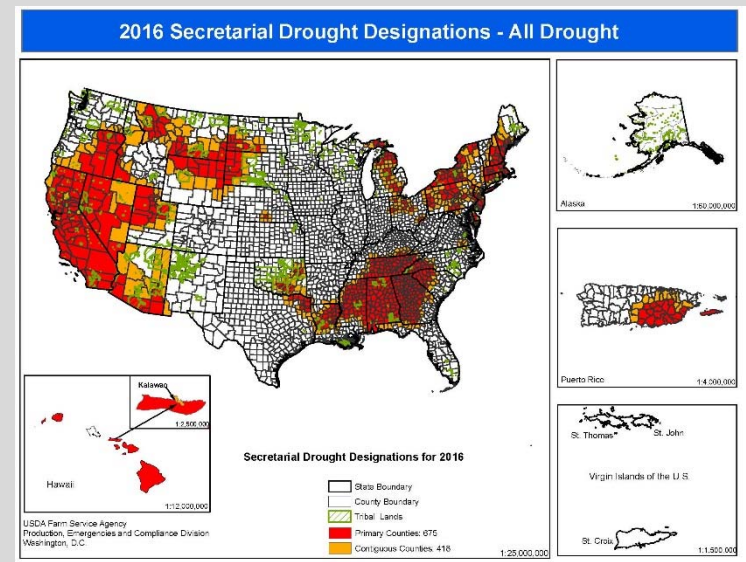 2016 Secretarial Drought Designations - All Drought
Alaska
1:60,000,000
Puerto Rico
1:4,000,000
Kalawao
1:2,500,000
Hawaii
1:12,000,000
St. Thomas
St. John
Virgin Islands of the U.S.
St. Croix
1:1,500,000
Secretarial Drought Designations for 2016
State Boundary
County Boundary
Tribal Lands
Primary Counties: 675
Contiguous Counties: 418
USDA Farm Service Agency
Production, Emergencies and Compliance Division
Washington, D.C.
1:25,000,000